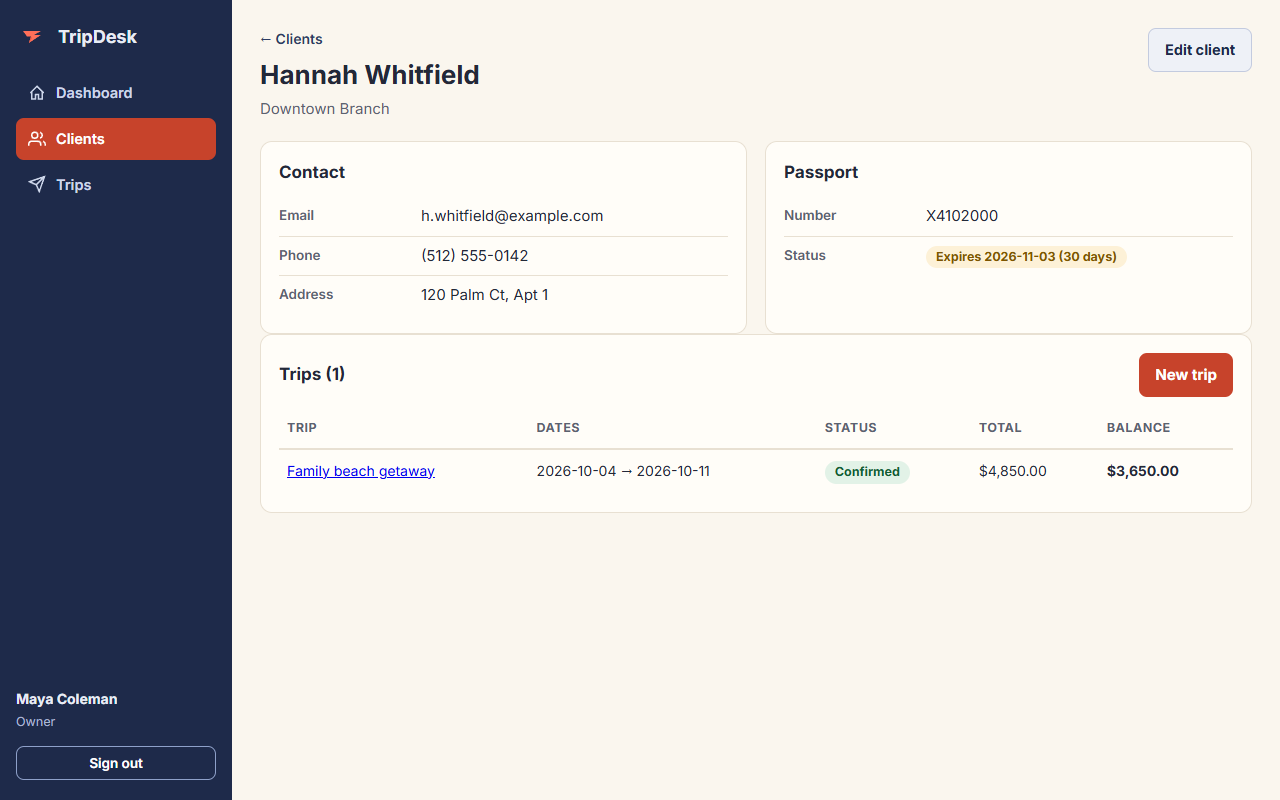 TripDesk
Dashboard
Clients
Trips
Maya Coleman
Owner
Sign out
← Clients
Hannah Whitfield
Downtown Branch
Edit client
Contact
Email h.whitfield@example.com
Phone (512) 555-0142
Address 120 Palm Ct, Apt 1
Passport
Number X4102000
Status Expires 2026-11-03 (30 days)
Trips (1)
New trip
TRIP DATES STATUS TOTAL BALANCE
Family beach getaway 2026-10-04 → 2026-10-11 Confirmed $4,850.00 $3,650.00